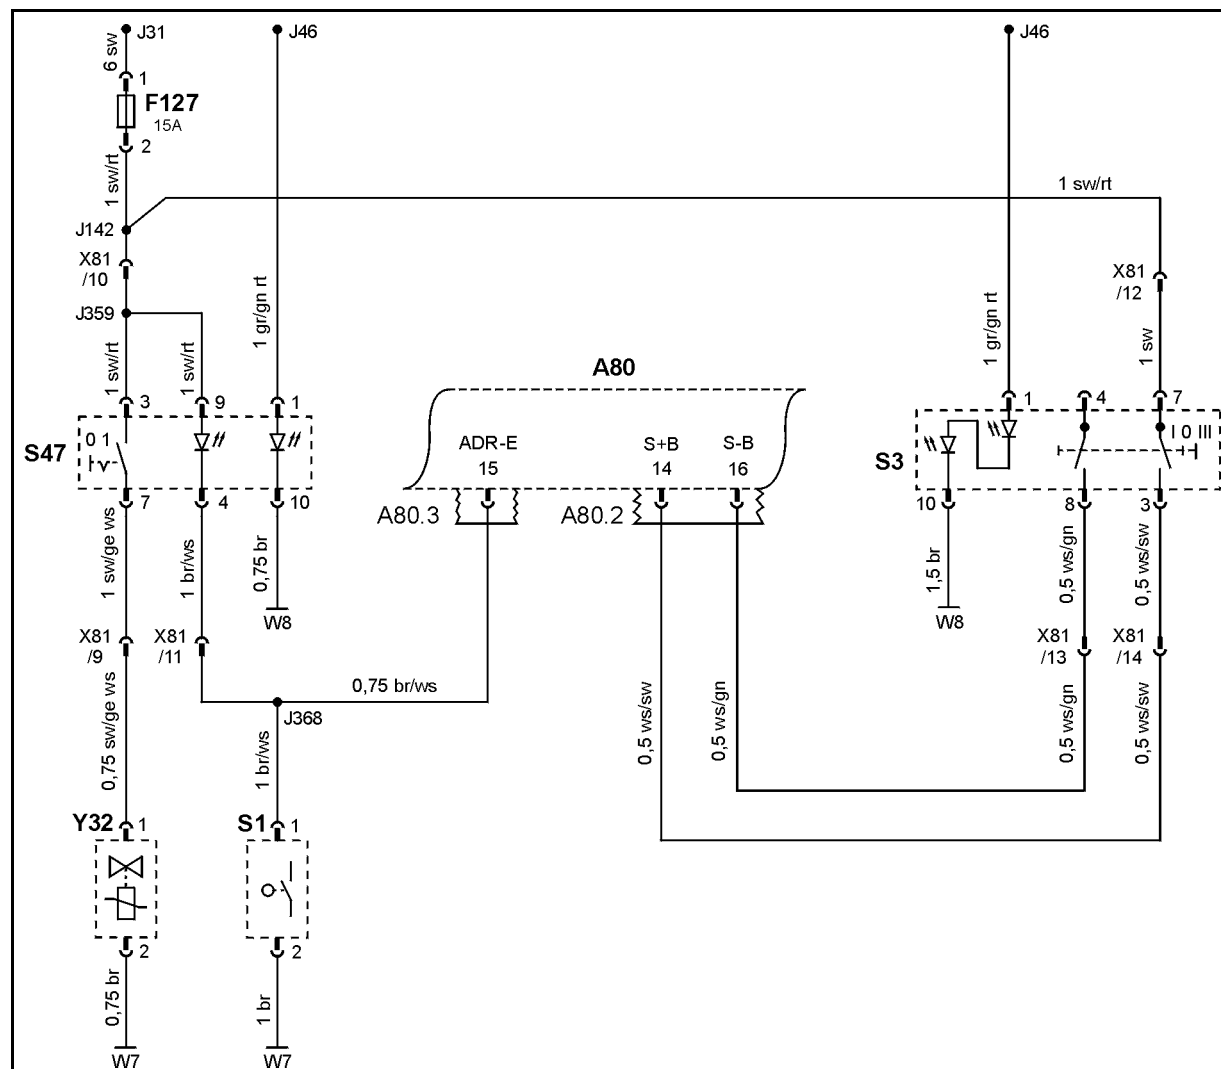 J31
J46
J46
6 sw
1
F127
15A
2
1 sw/rt
1 sw/rt
J142
X81
/10
X81
/12
J359
1 gr/gn rt
1 gr/gn rt
1 sw
1 sw/rt
1 sw/rt
A80
3
9
1
1
4
7
S47
0 1
ADR-E
15
S+B
14
S-B
16
S3
I 0 III
7
4
10
A80.3
A80.2
10
8
3
1 sw/ge ws
1 br/ws
0,75 br
1,5 br
0,5 ws/gn
0,5 ws/sw
W8
W8
X81
/9
X81
/11
X81
/13
X81
/14
0,75 br/ws
J368
0,75 sw/ge ws
1 br/ws
0,5 ws/sw
0,5 ws/gn
0,5 ws/gn
0,5 ws/sw
Y32
1
S1
1
2
2
0,75 br
1 br
W7
W7